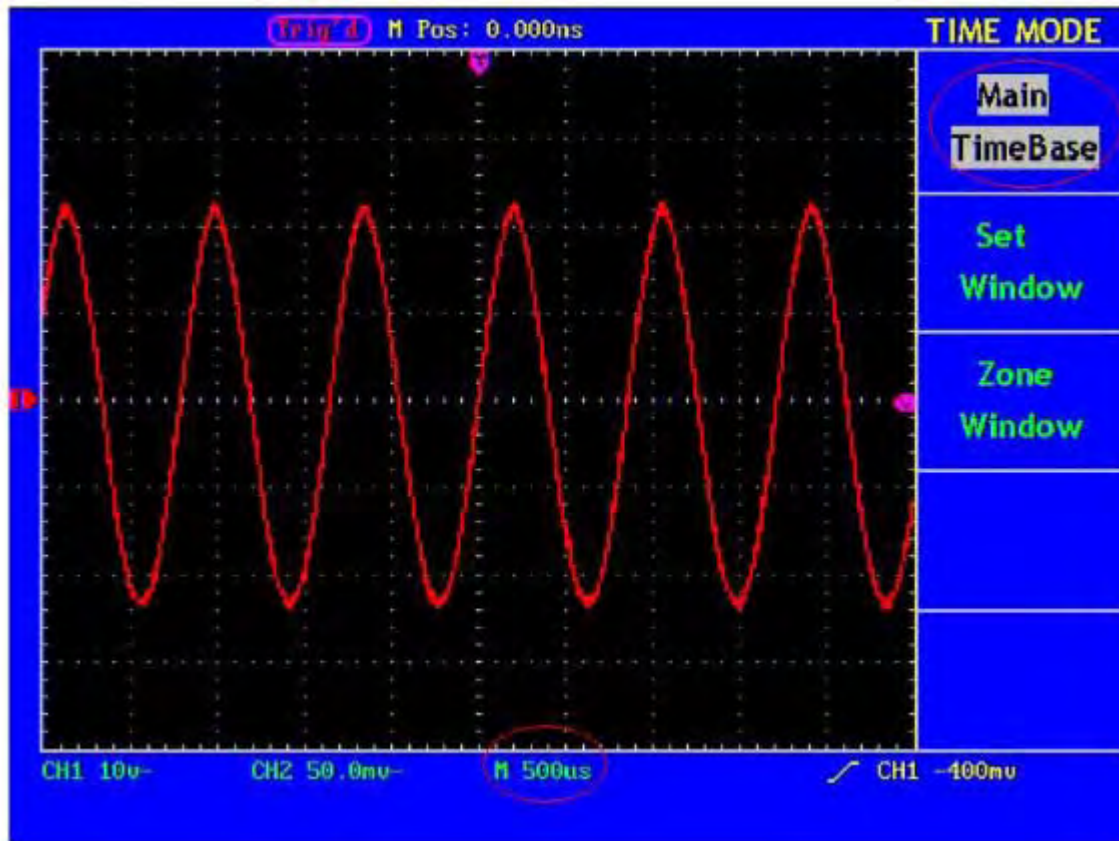 Trig'd M Pos: 0.000ns TIME MODE
Main
TimeBase
Set
Window
Zone
Window
CH1 10v~ CH2 50.0mv~ M 500us CH1 -400mv